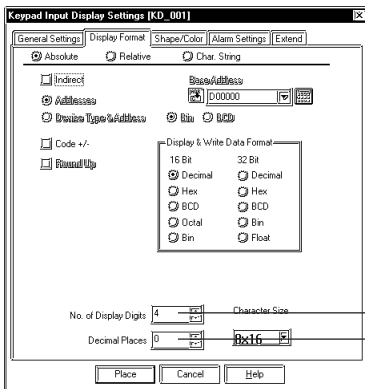 Keypad Input Display Settings [KD_001]
General Settings Display Format Shape/Color Alarm Settings Extend
Absolute Relative Char. String
Indirect Base Address
Addresses D00000
Device Type & Address Bin BCD
Code +/-
Round Up
Display & Write Data Format
16 Bit 32 Bit
Decimal Decimal
Hex Hex
BCD BCD
Octal Bin
Bin Float
No. of Display Digits 4 Character Size
Decimal Places 0 8x16
Place Cancel Help